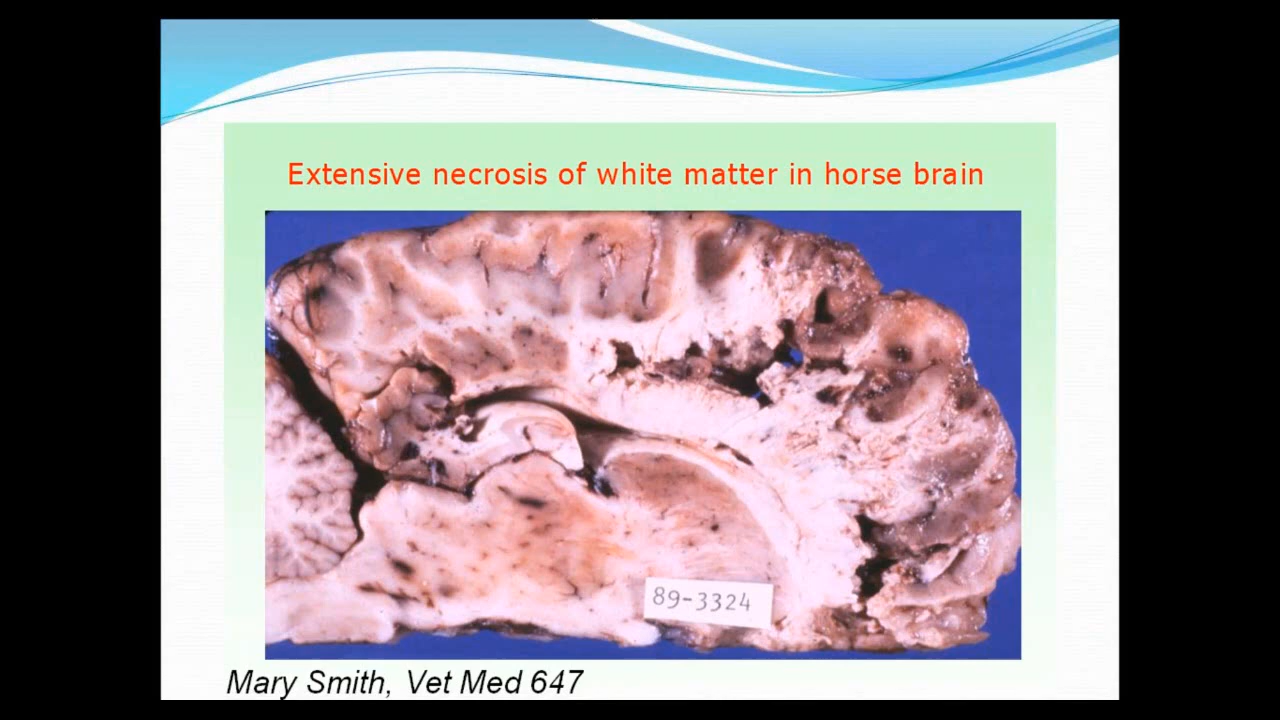 Extensive necrosis of white matter in horse brain
89-3324
Mary Smith, Vet Med 647